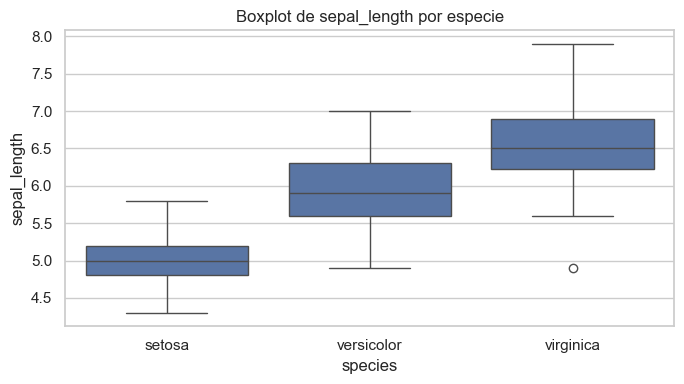 Boxplot de sepal_length por especie
8.0
7.5
7.0
6.5
6.0
5.5
5.0
4.5
sepal_length
setosa versicolor virginica
species